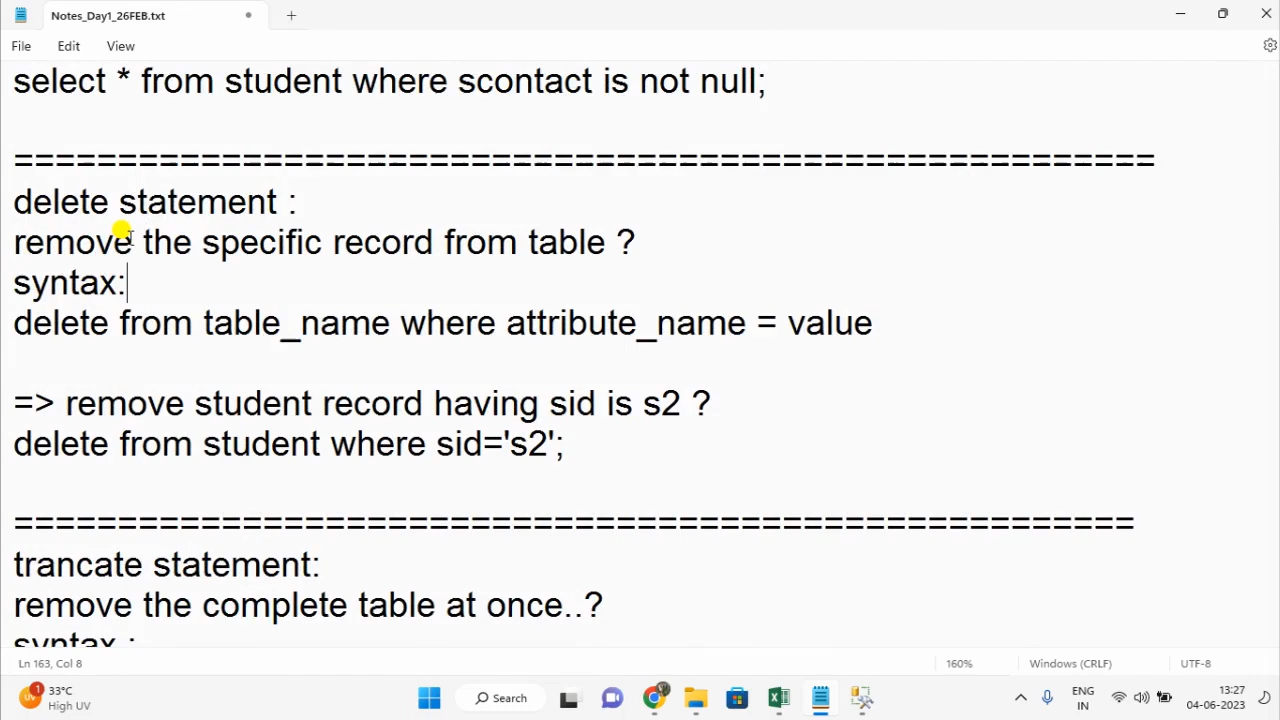 Notes_Day1_26FEB.txt
File Edit View
select * from student where scontact is not null;
=======================================================
delete statement :
remove the specific record from table ?
syntax:
delete from table_name where attribute_name = value
=> remove student record having sid is s2 ?
delete from student where sid='s2';
======================================================
trancate statement:
remove the complete table at once..?
syntax :
Ln 163, Col 8 160% Windows (CRLF) UTF-8
1 33°C
High UV
Search
ENG
IN
13:27
04-06-2023